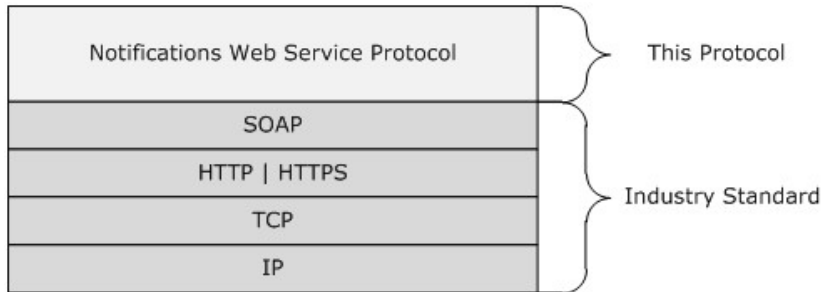 Notifications Web Service Protocol
This Protocol
SOAP
HTTP | HTTPS
Industry Standard
TCP
IP